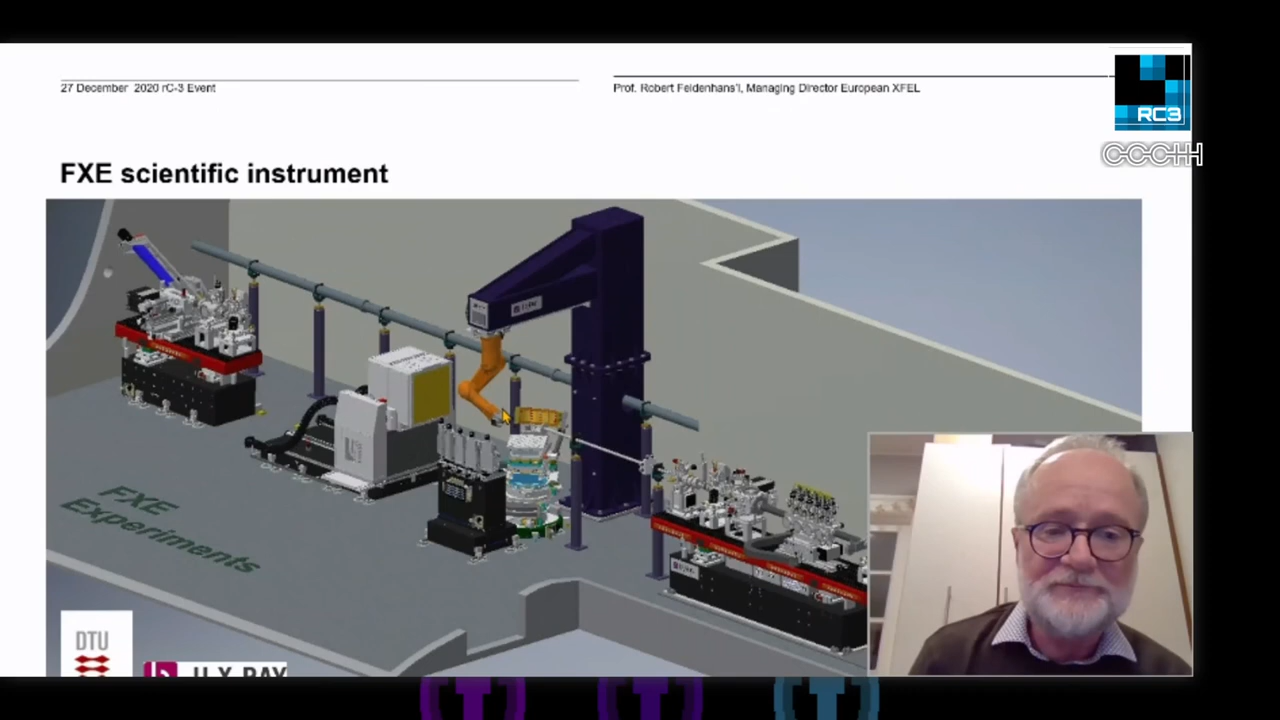 27 December 2020 rC-3 Event
Prof. Robert Feidenhans'l, Managing Director European XFEL
RC3
CCCHH
FXE scientific instrument
FXE
Experiments
DTU